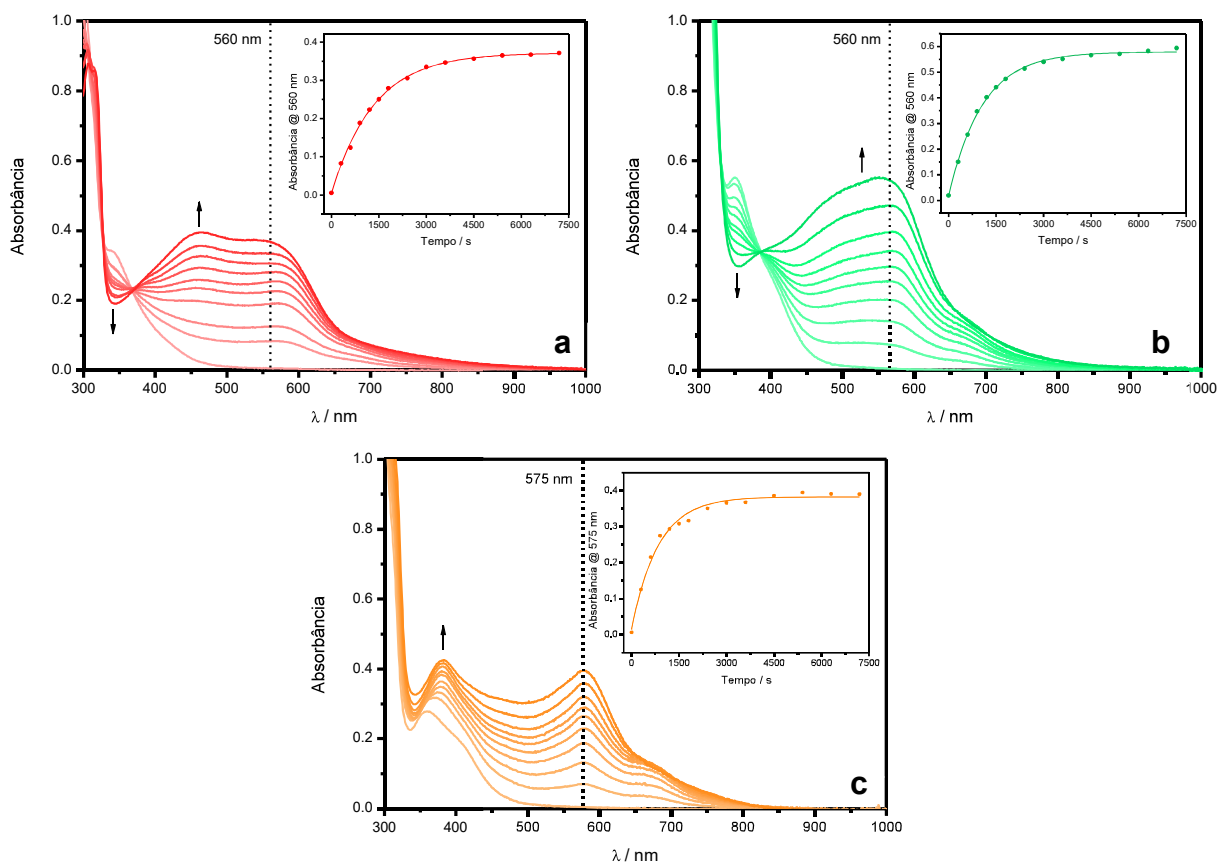 560 nm
Absorbância
1.0
0.8
0.6
0.4
0.2
0.0
300 400 500 600 700 800 900 1000
λ / nm
a
Absorbância @ 560 nm
0.4
0.3
0.2
0.1
0.0
0 1500 3000 4500 6000 7500
Tempo / s
560 nm
Absorbância
1.0
0.8
0.6
0.4
0.2
0.0
300 400 500 600 700 800 900 1000
λ / nm
b
Absorbância @ 560 nm
0.6
0.5
0.4
0.3
0.2
0.1
0.0
0 1500 3000 4500 6000 7500
Tempo / s
575 nm
Absorbância
1.0
0.8
0.6
0.4
0.2
0.0
300 400 500 600 700 800 900 1000
λ / nm
c
Absorbância @ 575 nm
0.4
0.3
0.2
0.1
0.0
0 1500 3000 4500 6000 7500
Tempo / s